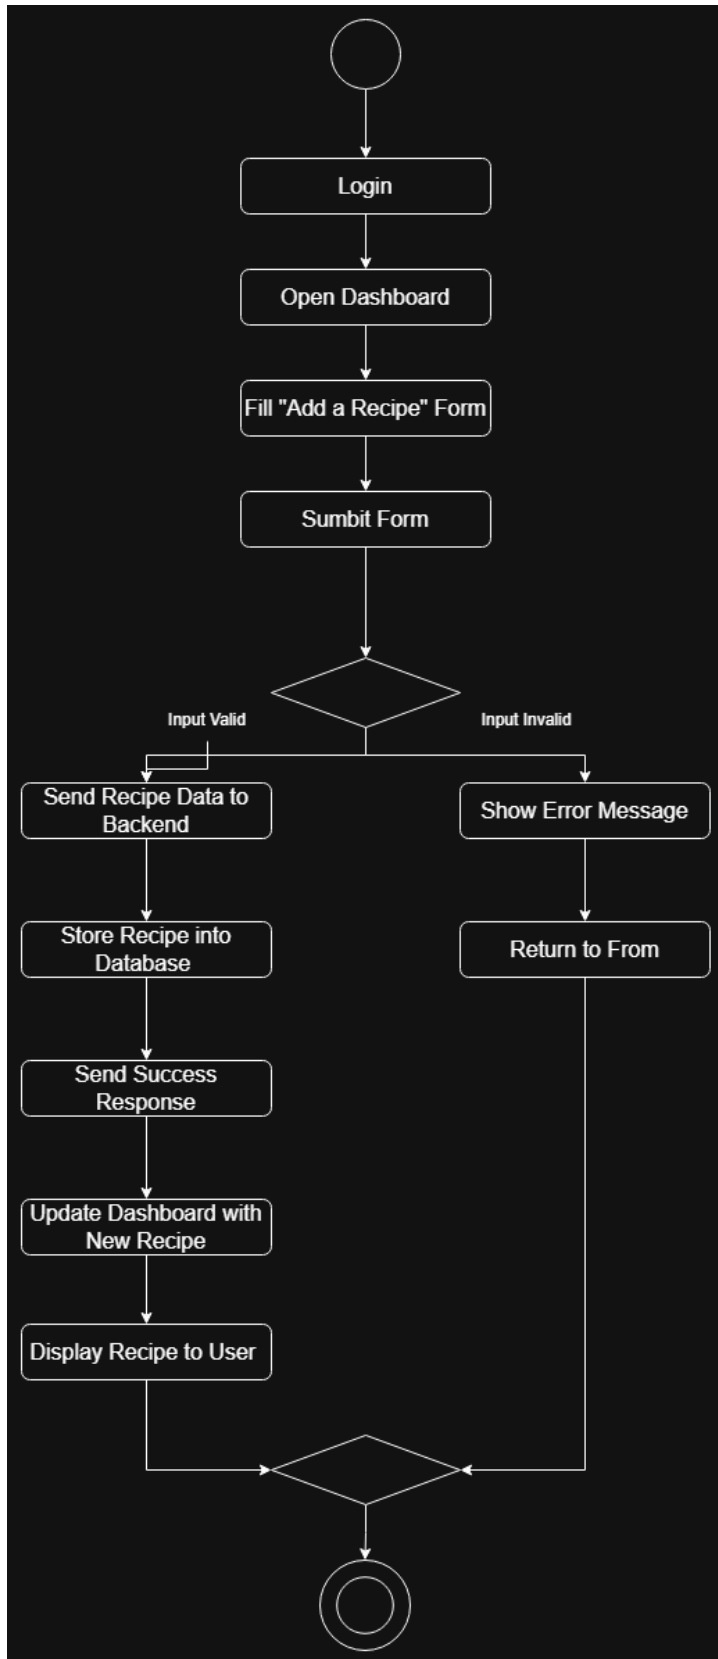 Login
Open Dashboard
Fill "Add a Recipe" Form
Sumbit Form
Input Valid
Input Invalid
Send Recipe Data to
Backend
Show Error Message
Store Recipe into
Database
Return to From
Send Success
Response
Update Dashboard with
New Recipe
Display Recipe to User